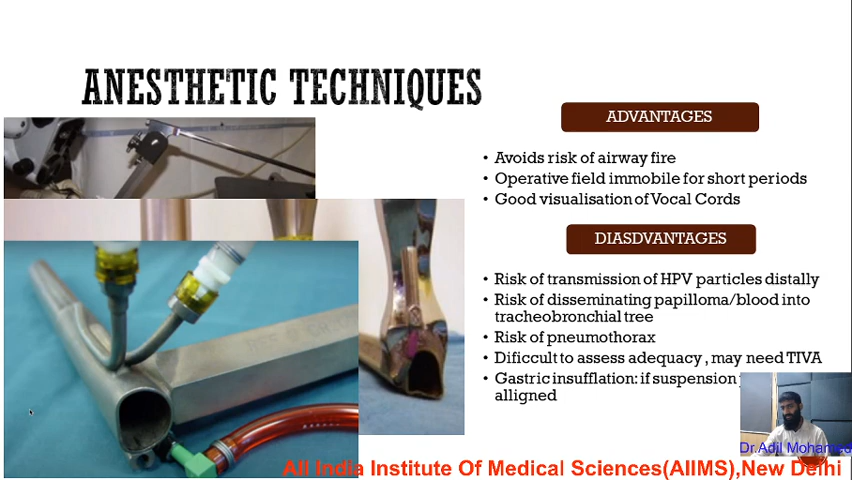 ANESTHETIC TECHNIQUES
ADVANTAGES
• Avoids risk of airway fire
• Operative field immobile for short periods
• Good visualisation of Vocal Cords
DIASDVANTAGES
• Risk of transmission of HPV particles distally
• Risk of disseminating papilloma/blood into
tracheobronchial tree
• Risk of pneumothorax
• Dificcult to assess adequacy , may need TIVA
• Gastric insufflation: if suspension
alligned
Dr.Adil Mohamed
All India Institute Of Medical Sciences(AIIMS),New Delhi